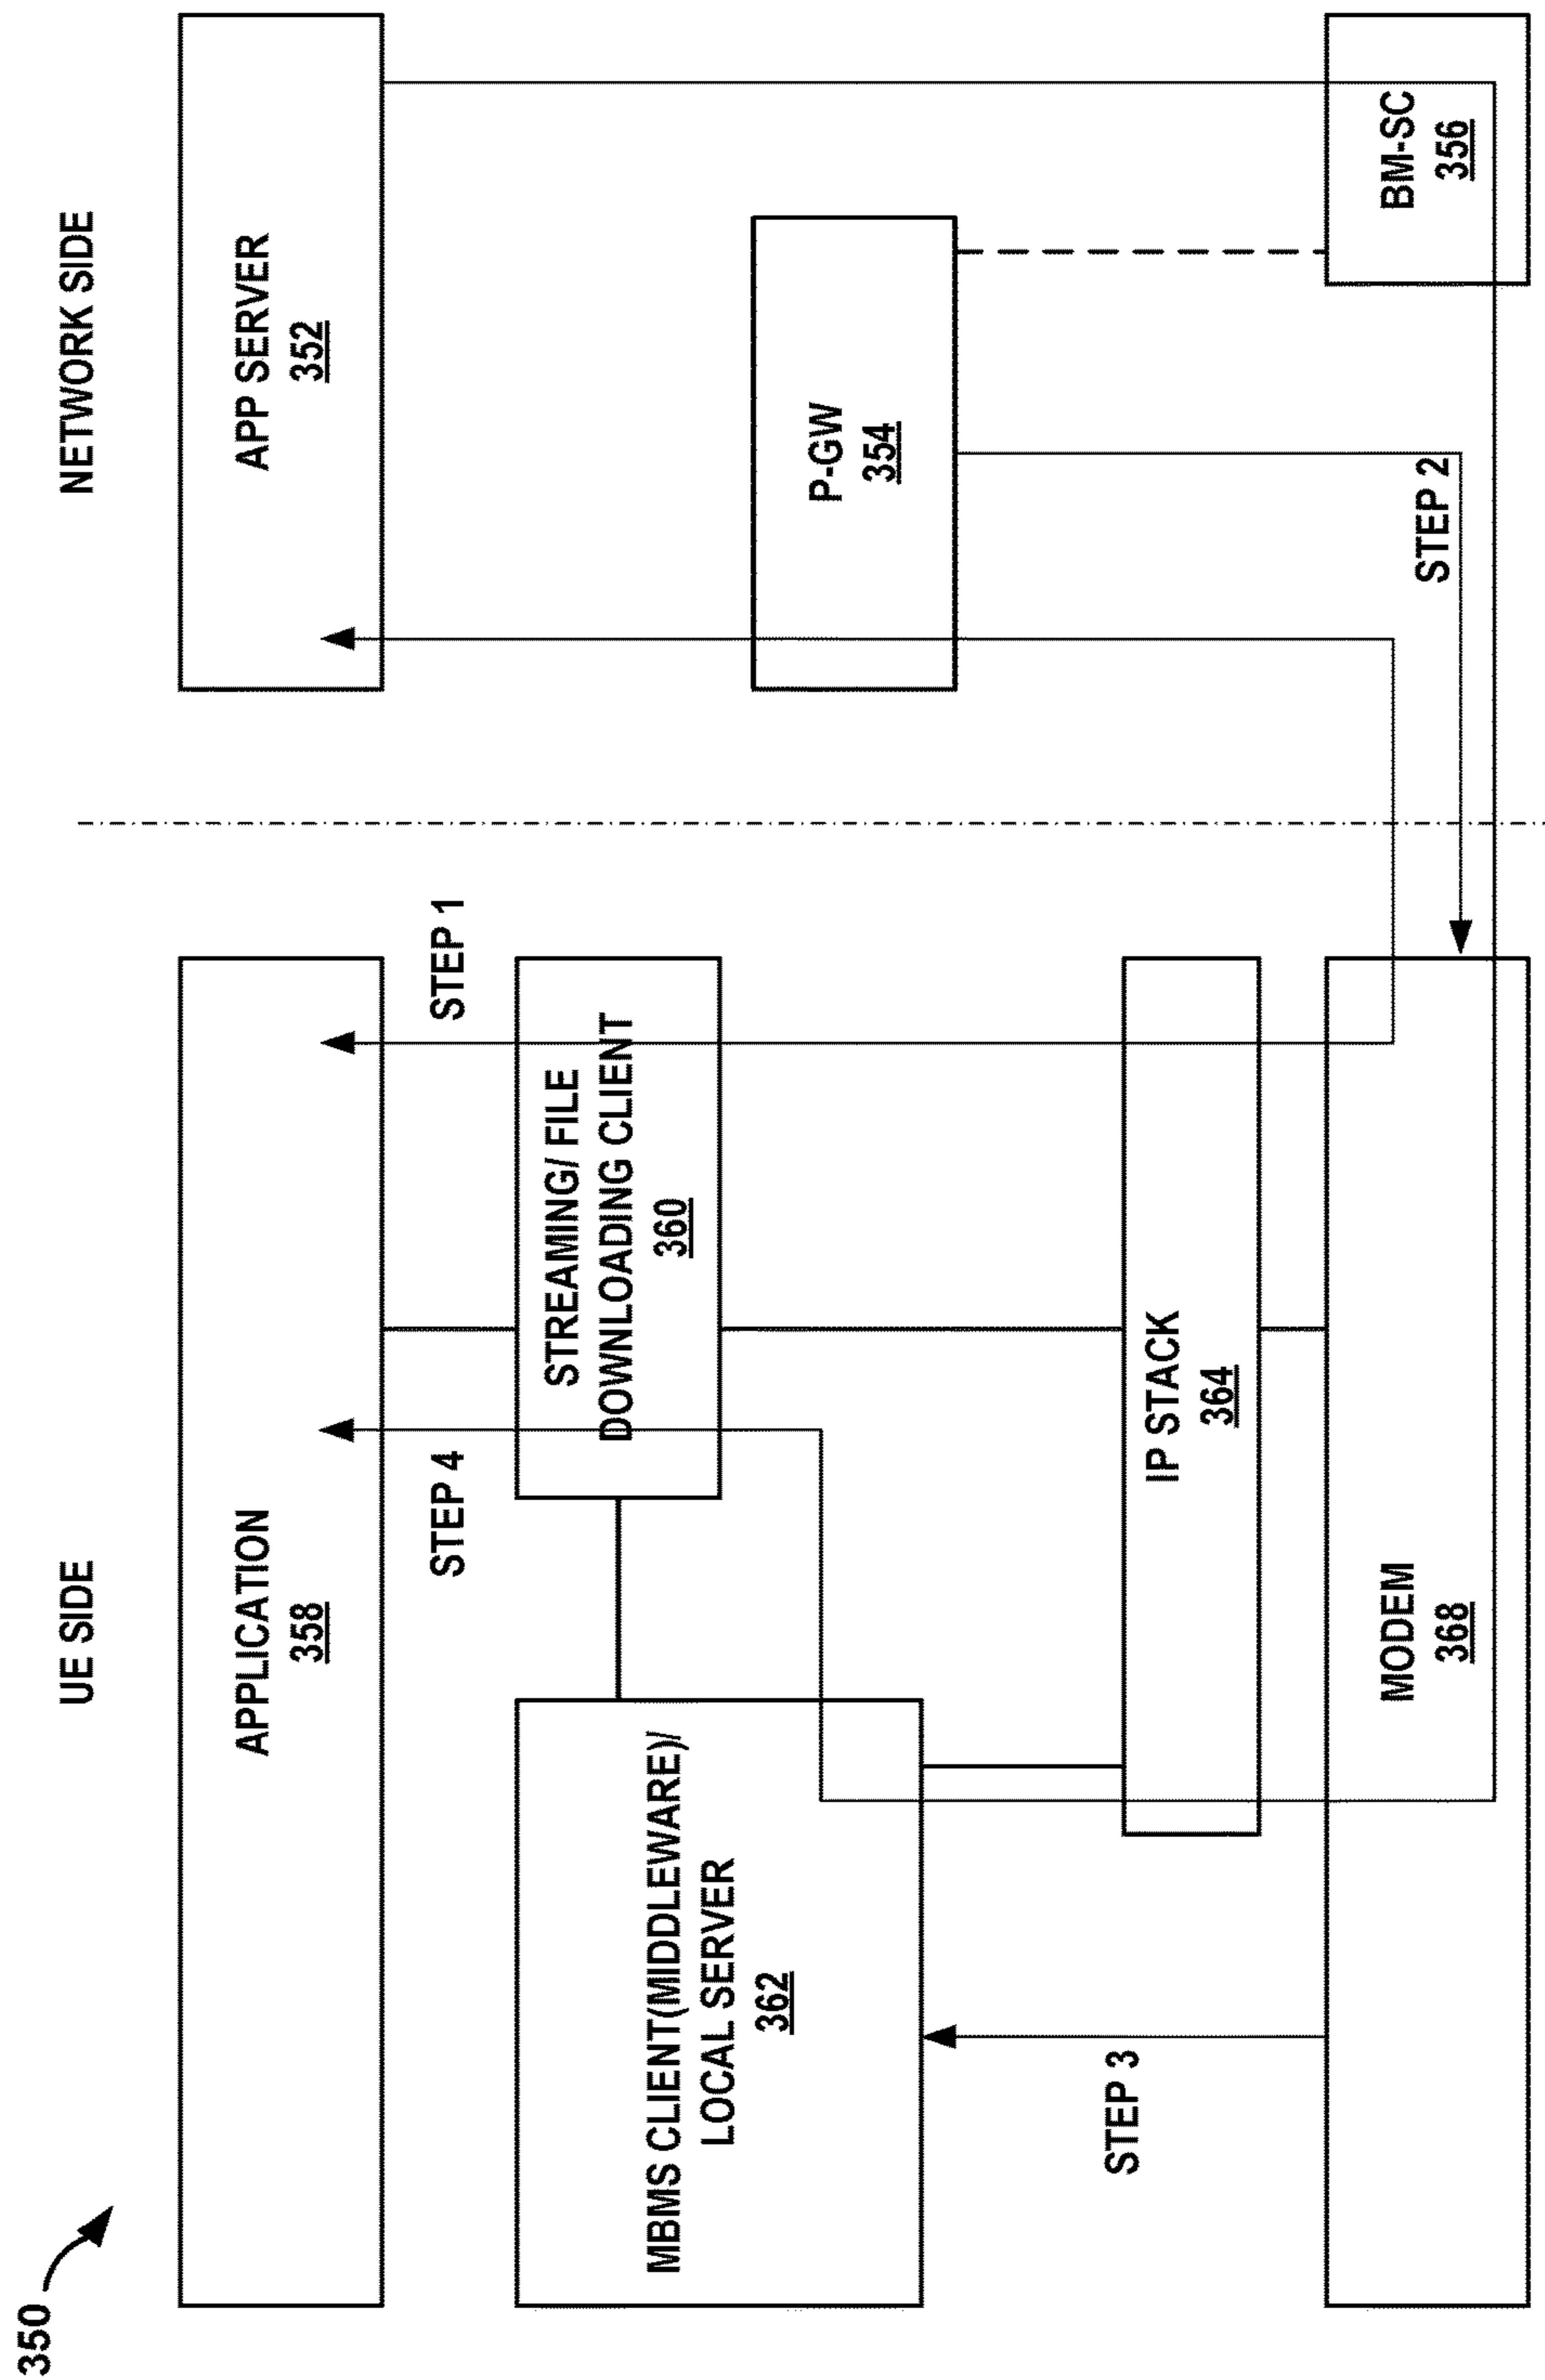 350
UE SIDE
NETWORK SIDE
APPLICATION
358
APP SERVER
352
STEP 4
STEP 1
MBMS CLIENT(MIDDLEWARE)/
LOCAL SERVER
362
STREAMING/ FILE
DOWNLOADING CLIENT
360
P-GW
354
STEP 3
IP STACK
364
STEP 2
MODEM
368
BM-SC
356